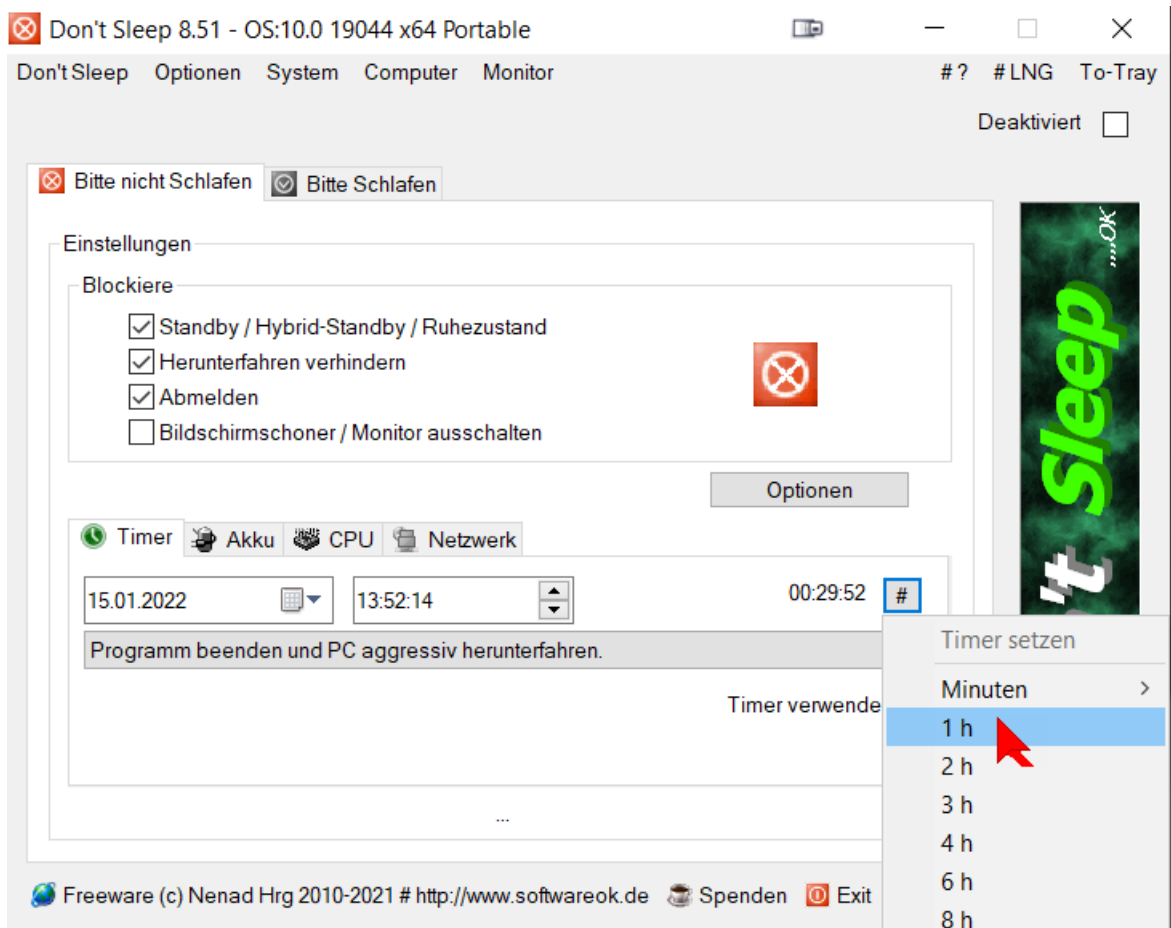 Don't Sleep 8.51 - OS:10.0 19044 x64 Portable
Don't Sleep Optionen System Computer Monitor # ? # LNG To-Tray
Deaktiviert
Bitte nicht Schlafen Bitte Schlafen
Einstellungen
Blockiere
Standby / Hybrid-Standby / Ruhezustand
Herunterfahren verhindern
Abmelden
Bildschirmschoner / Monitor ausschalten
Optionen
Timer Akku CPU Netzwerk
15.01.2022 13:52:14 00:29:52 #
Programm beenden und PC aggressiv herunterfahren.
Timer verwende
...
Freeware (c) Nenad Hrg 2010-2021 # http://www.softwareok.de Spenden Exit
Timer setzen
Minuten
1 h
2 h
3 h
4 h
6 h
8 h
't Sleep ....OK